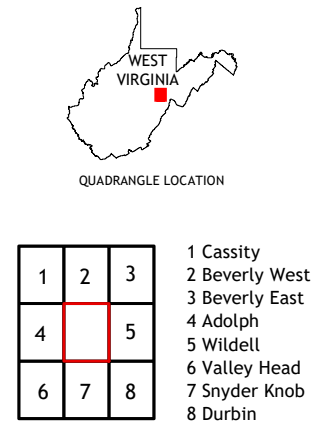 WEST
VIRGINIA
QUADRANGLE LOCATION
1 2 3
4 5
6 7 8
1 Cassity
2 Beverly West
3 Beverly East
4 Adolph
5 Wildell
6 Valley Head
7 Snyder Knob
8 Durbin